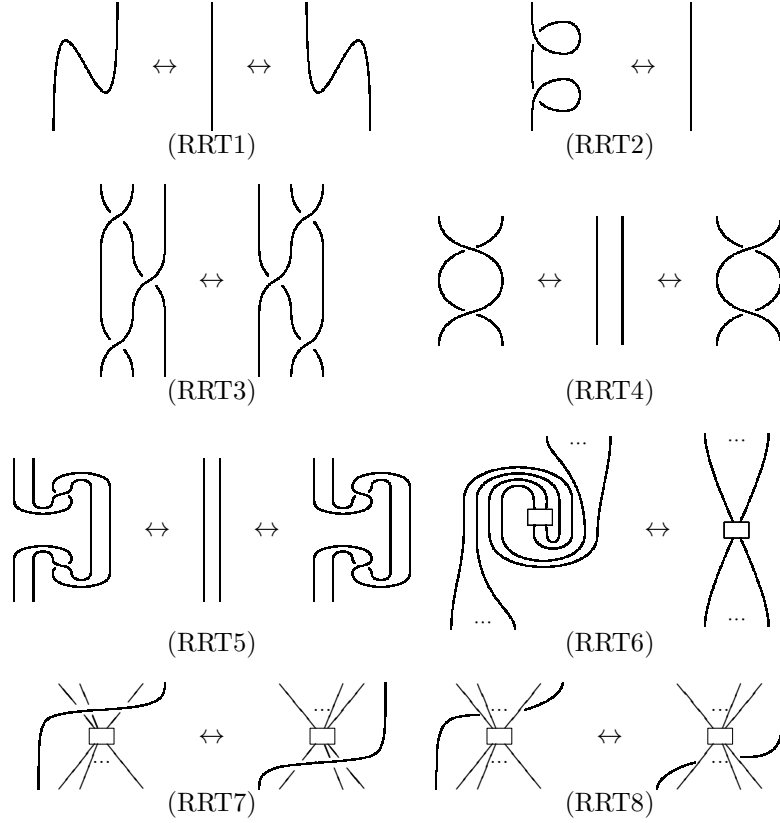 ↔ ↔ ↔
(RRT1) (RRT2)
↔ ↔ ↔
(RRT3) (RRT4)
... ...
↔ ↔ ↔
... ...
(RRT5) (RRT6)
... ... ...
↔ ↔
... ... ...
(RRT7) (RRT8)